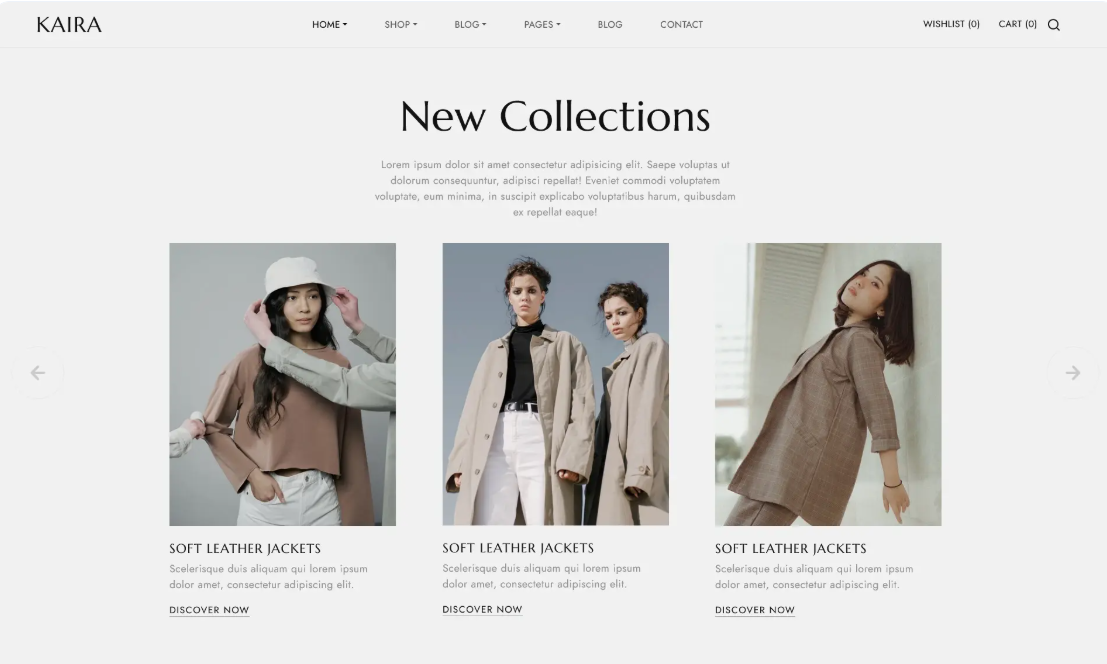 KAIRA
HOME
SHOP
BLOG
PAGES
BLOG
CONTACT
WISHLIST (0)
CART (0)
New Collections
Lorem ipsum dolor sit amet consectetur adipisicing elit. Saepe voluptas ut
dolorum consequuntur, adipisci repellat! Eveniet commodi voluptatem
voluptate, eum minima, in suscipit explicabo voluptatibus harum, quibusdam
ex repellat eaque!
SOFT LEATHER JACKETS
Scelerisque duis aliquam qui lorem ipsum
dolor amet, consectetur adipiscing elit.
DISCOVER NOW
SOFT LEATHER JACKETS
Scelerisque duis aliquam qui lorem ipsum
dolor amet, consectetur adipiscing elit.
DISCOVER NOW
SOFT LEATHER JACKETS
Scelerisque duis aliquam qui lorem ipsum
dolor amet, consectetur adipiscing elit.
DISCOVER NOW